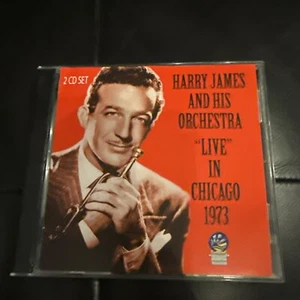 2 CD SET
HARRY JAMES
AND HIS
ORCHESTRA
"LIVE"
IN
CHICAGO
1973